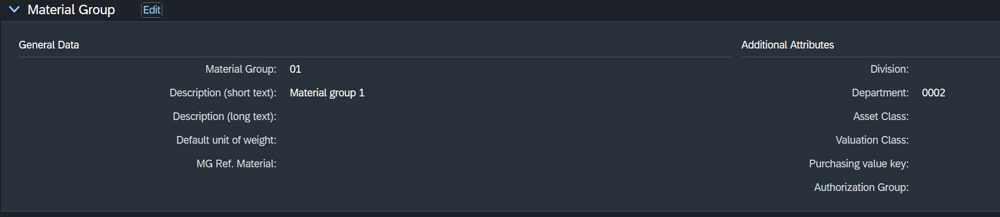 Material Group Edit
General Data
Material Group: 01
Description (short text): Material group 1
Description (long text):
Default unit of weight:
MG Ref. Material:
Additional Attributes
Division:
Department: 0002
Asset Class:
Valuation Class:
Purchasing value key:
Authorization Group: